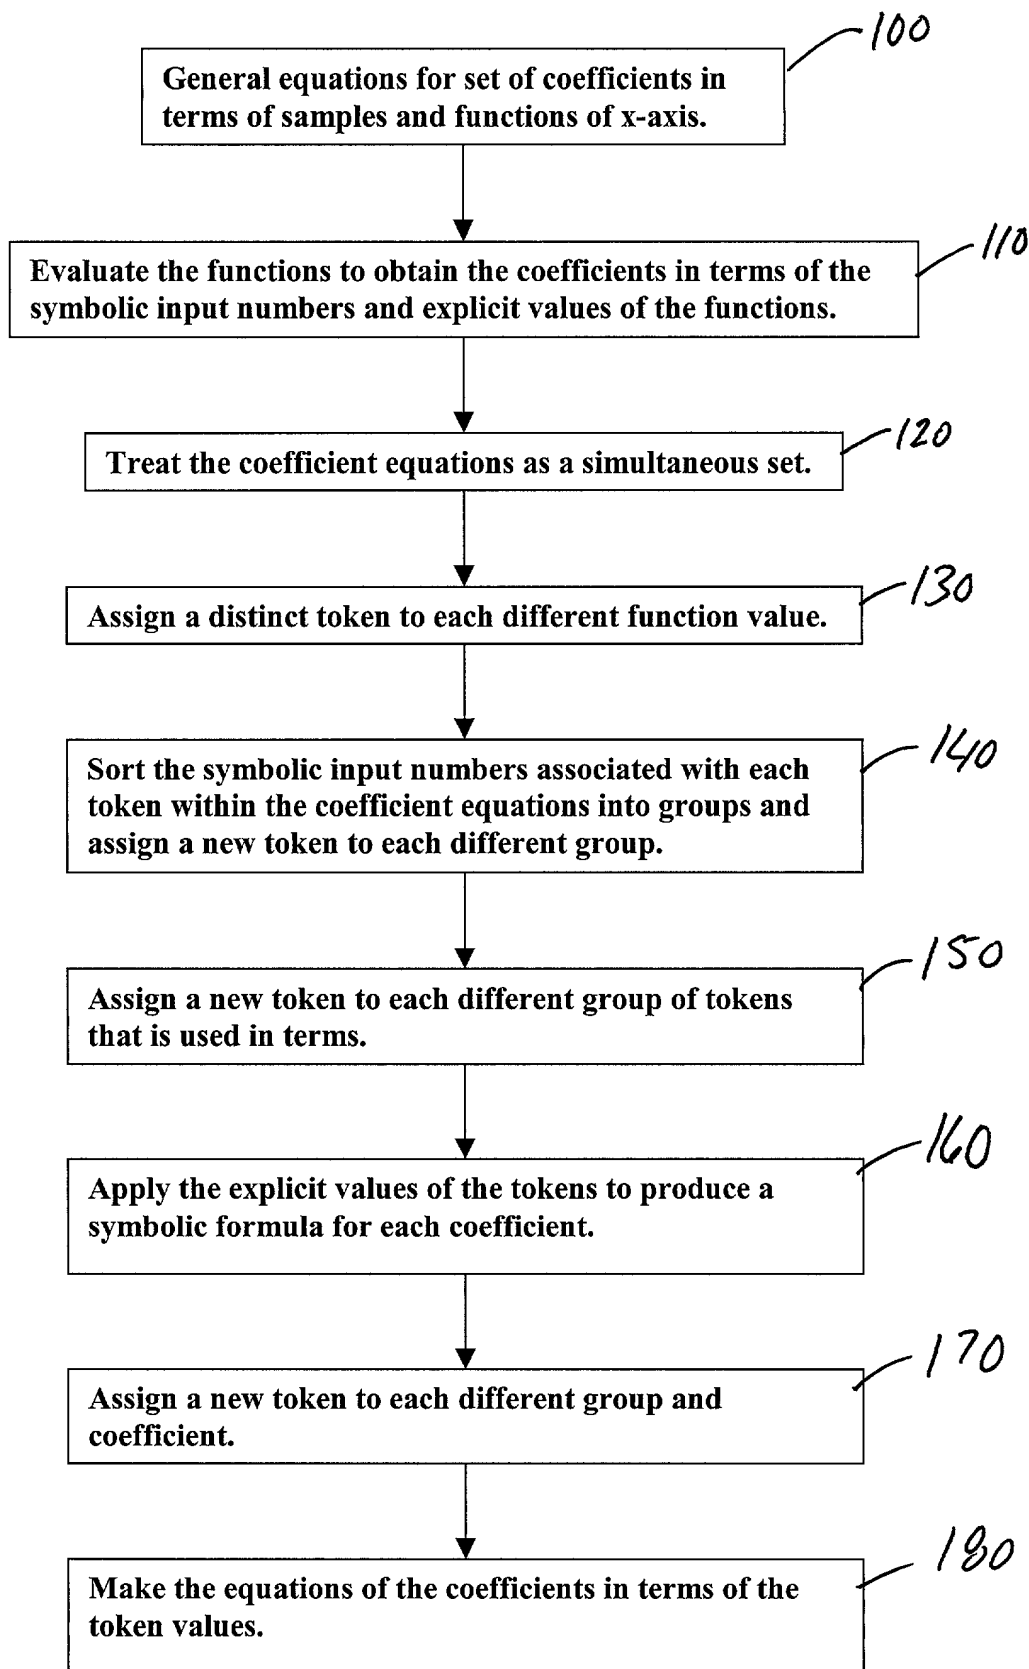 100
General equations for set of coefficients in
terms of samples and functions of x-axis.
110
Evaluate the functions to obtain the coefficients in terms of the
symbolic input numbers and explicit values of the functions.
120
Treat the coefficient equations as a simultaneous set.
130
Assign a distinct token to each different function value.
140
Sort the symbolic input numbers associated with each
token within the coefficient equations into groups and
assign a new token to each different group.
150
Assign a new token to each different group of tokens
that is used in terms.
160
Apply the explicit values of the tokens to produce a
symbolic formula for each coefficient.
170
Assign a new token to each different group and
coefficient.
180
Make the equations of the coefficients in terms of the
token values.